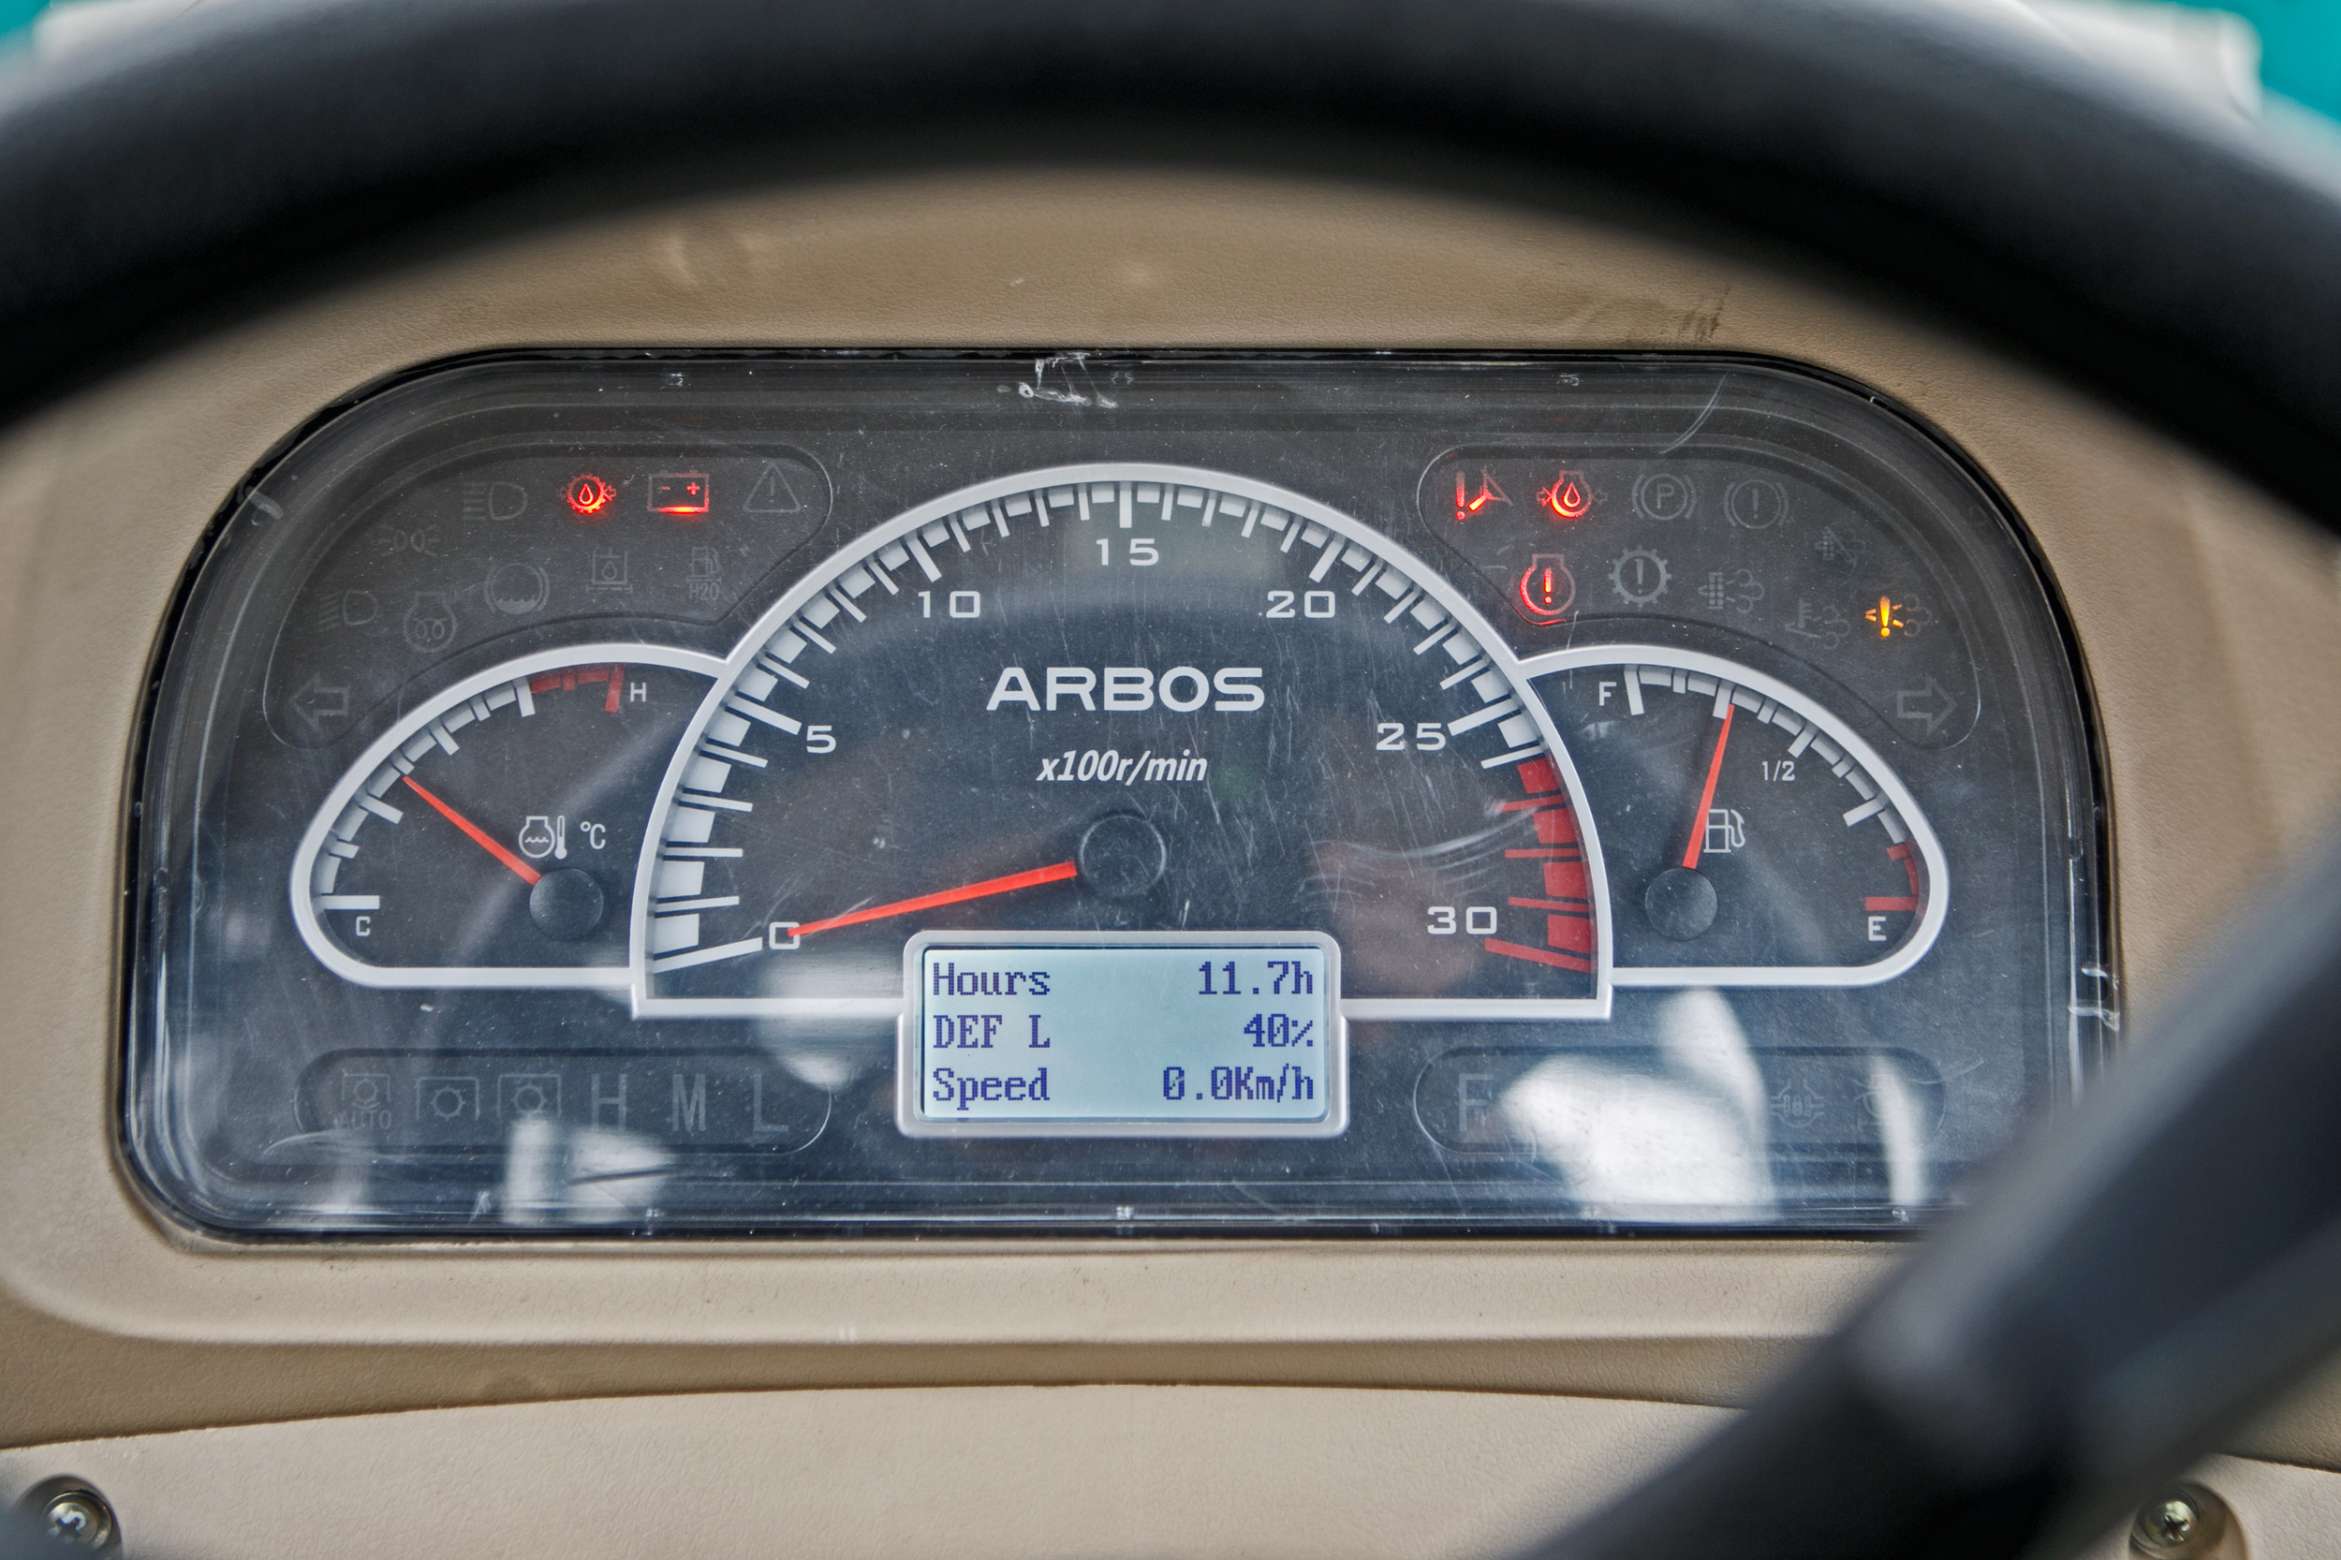 15
10
20
H2O
ARBOS
H
F
5
25
x100r/min
1/2
°C
C
0
30
E
Hours 11.7h
DEF L 40%
Speed 0.0Km/h
AUTO
H M L
F
P